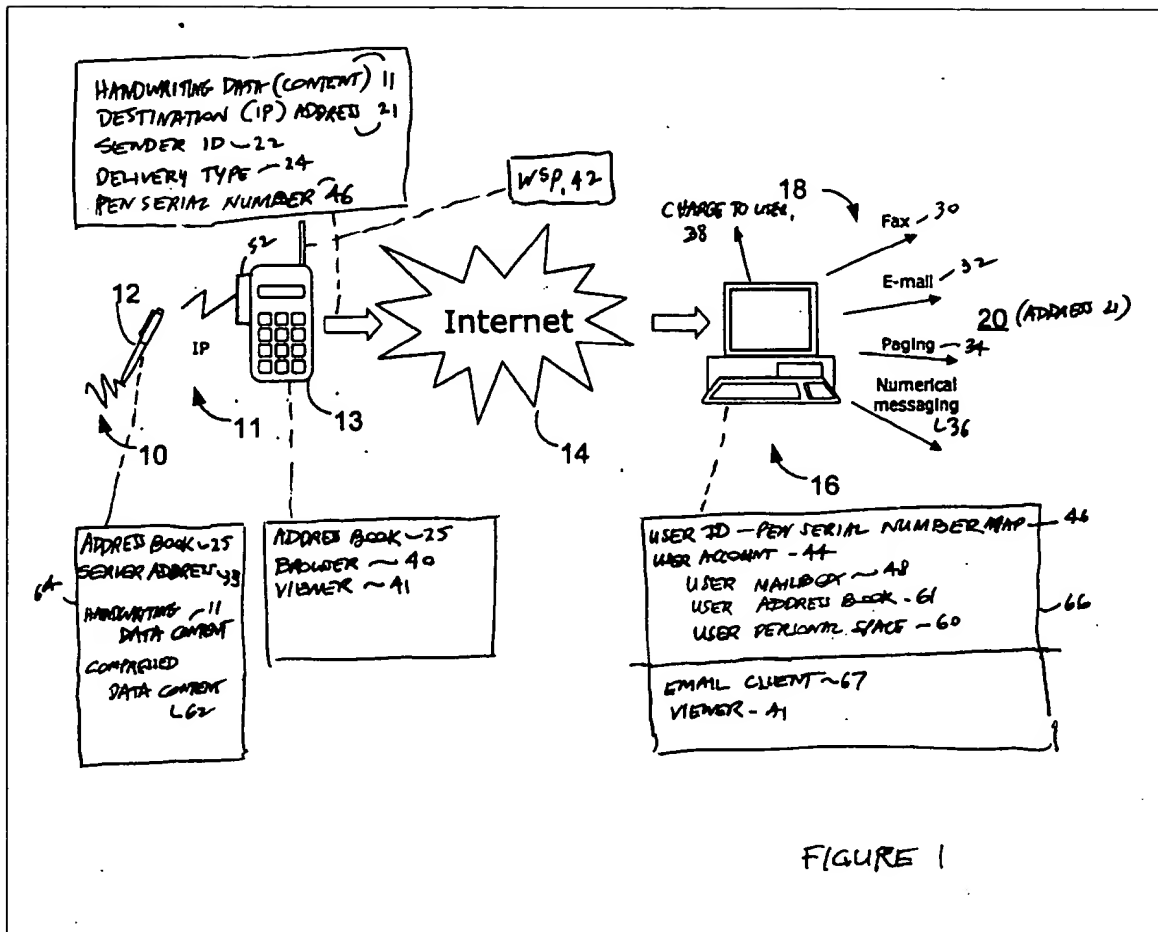 HANDWRITING DATA (CONTENT) 11
DESTINATION (IP) ADDRESS 21
SENDER ID ~22
DELIVERY TYPE ~24
PEN SERIAL NUMBER 46
WSP, 42
52
12
IP
10
11
13
Internet
14
CHARGE TO USER, 38
18
Fax ~30
E-mail ~32
20 (ADDRESS 21)
Paging ~34
Numerical
messaging
36
16
ADDRESS BOOK ~25
SERVER ADDRESS
64
HANDWRITING ~11
DATA CONTENT
COMPRESSED
DATA CONTENT
62
ADDRESS BOOK ~25
BROWSER ~40
VIEWER ~41
USER ID - PEN SERIAL NUMBER MAP ~46
USER ACCOUNT - 44
USER MAILBOX ~48
USER ADDRESS BOOK - 61
USER PERSONAL SPACE - 60
66
EMAIL CLIENT ~67
VIEWER - 41
FIGURE 1